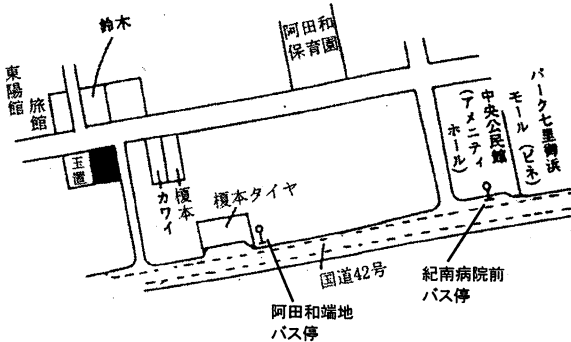 鈴木
阿田和
保育園
東陽館
旅館
玉置
カワイ
榎本
榎本タイヤ
中央公民館
(アメニティ
ホール)
パーク七里御浜
モール(ピネ)
国道42号
阿田和端地
バス停
紀南病院前
バス停